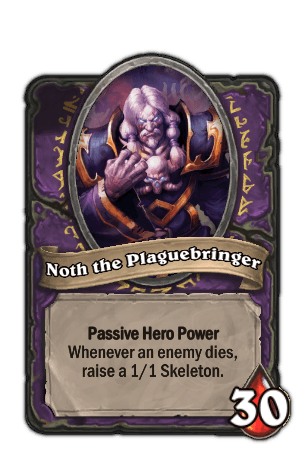 Noth the Plaguebringer
Passive Hero Power
Whenever an enemy dies,
raise a 1/1 Skeleton.
30